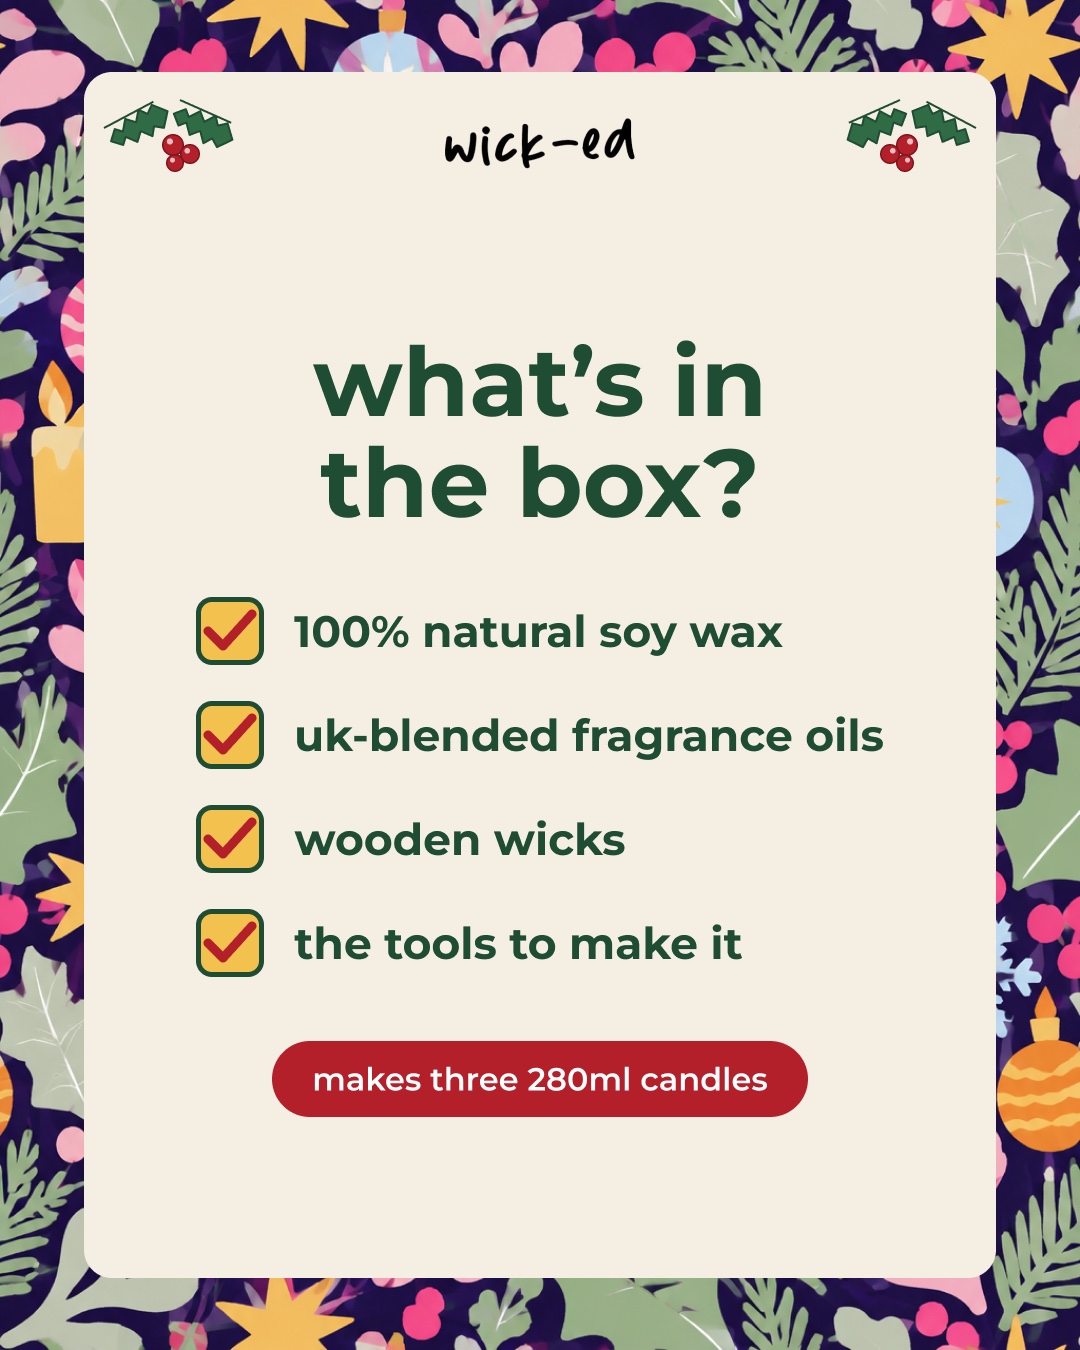 wick-ed
what’s in
the box?
100% natural soy wax
uk-blended fragrance oils
wooden wicks
the tools to make it
makes three 280ml candles